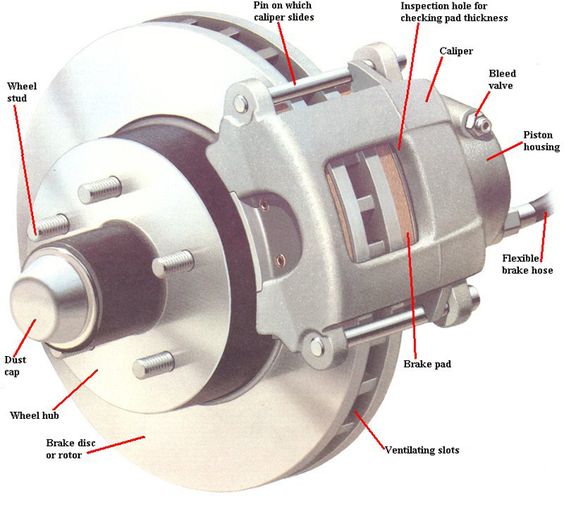 Pin on which
caliper slides
Inspection hole for
checking pad thickness
Caliper
Bleed
valve
Wheel
stud
Piston
housing
Flexible
brake hose
Dust
cap
Brake pad
Wheel hub
Brake disc
or rotor
Ventilating slots